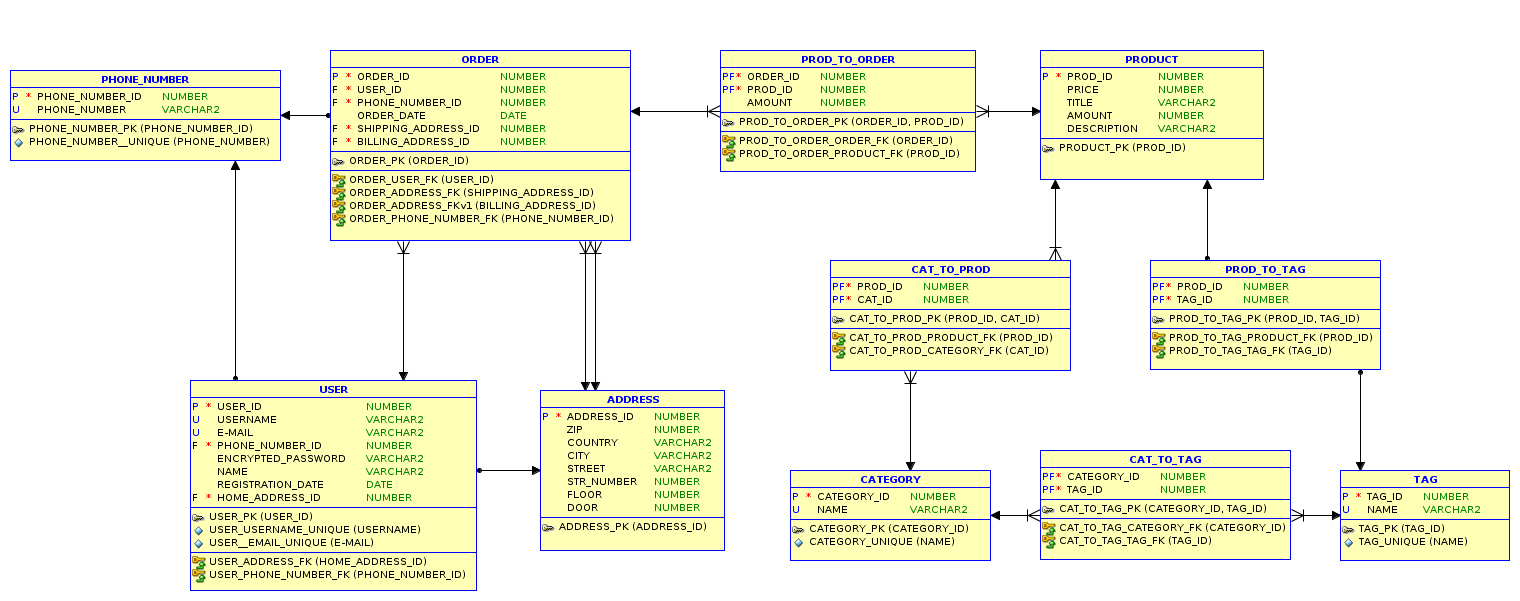 PHONE_NUMBER
P * PHONE_NUMBER_ID NUMBER
U PHONE_NUMBER VARCHAR2
PHONE_NUMBER_PK (PHONE_NUMBER_ID)
PHONE_NUMBER__UNIQUE (PHONE_NUMBER)
ORDER
P * ORDER_ID NUMBER
F * USER_ID NUMBER
F * PHONE_NUMBER_ID NUMBER
ORDER_DATE DATE
F * SHIPPING_ADDRESS_ID NUMBER
F * BILLING_ADDRESS_ID NUMBER
ORDER_PK (ORDER_ID)
ORDER_USER_FK (USER_ID)
ORDER_ADDRESS_FK (SHIPPING_ADDRESS_ID)
ORDER_ADDRESS_FKv1 (BILLING_ADDRESS_ID)
ORDER_PHONE_NUMBER_FK (PHONE_NUMBER_ID)
PROD_TO_ORDER
PF* ORDER_ID NUMBER
PF* PROD_ID NUMBER
AMOUNT NUMBER
PROD_TO_ORDER_PK (ORDER_ID, PROD_ID)
PROD_TO_ORDER_ORDER_FK (ORDER_ID)
PROD_TO_ORDER_PRODUCT_FK (PROD_ID)
PRODUCT
P * PROD_ID NUMBER
PRICE NUMBER
TITLE VARCHAR2
AMOUNT NUMBER
DESCRIPTION VARCHAR2
PRODUCT_PK (PROD_ID)
CAT_TO_PROD
PF* PROD_ID NUMBER
PF* CAT_ID NUMBER
CAT_TO_PROD_PK (PROD_ID, CAT_ID)
CAT_TO_PROD_PRODUCT_FK (PROD_ID)
CAT_TO_PROD_CATEGORY_FK (CAT_ID)
PROD_TO_TAG
PF* PROD_ID NUMBER
PF* TAG_ID NUMBER
PROD_TO_TAG_PK (PROD_ID, TAG_ID)
PROD_TO_TAG_PRODUCT_FK (PROD_ID)
PROD_TO_TAG_TAG_FK (TAG_ID)
USER
P * USER_ID NUMBER
U USERNAME VARCHAR2
U E-MAIL VARCHAR2
F * PHONE_NUMBER_ID NUMBER
ENCRYPTED_PASSWORD VARCHAR2
NAME VARCHAR2
REGISTRATION_DATE DATE
F * HOME_ADDRESS_ID NUMBER
USER_PK (USER_ID)
USER_USERNAME_UNIQUE (USERNAME)
USER__EMAIL_UNIQUE (E-MAIL)
USER_ADDRESS_FK (HOME_ADDRESS_ID)
USER_PHONE_NUMBER_FK (PHONE_NUMBER_ID)
ADDRESS
P * ADDRESS_ID NUMBER
ZIP NUMBER
COUNTRY VARCHAR2
CITY VARCHAR2
STREET VARCHAR2
STR_NUMBER NUMBER
FLOOR NUMBER
DOOR NUMBER
ADDRESS_PK (ADDRESS_ID)
CATEGORY
P * CATEGORY_ID NUMBER
U NAME VARCHAR2
CATEGORY_PK (CATEGORY_ID)
CATEGORY_UNIQUE (NAME)
CAT_TO_TAG
PF* CATEGORY_ID NUMBER
PF* TAG_ID NUMBER
CAT_TO_TAG_PK (CATEGORY_ID, TAG_ID)
CAT_TO_TAG_CATEGORY_FK (CATEGORY_ID)
CAT_TO_TAG_TAG_FK (TAG_ID)
TAG
P * TAG_ID NUMBER
U NAME VARCHAR2
TAG_PK (TAG_ID)
TAG_UNIQUE (NAME)